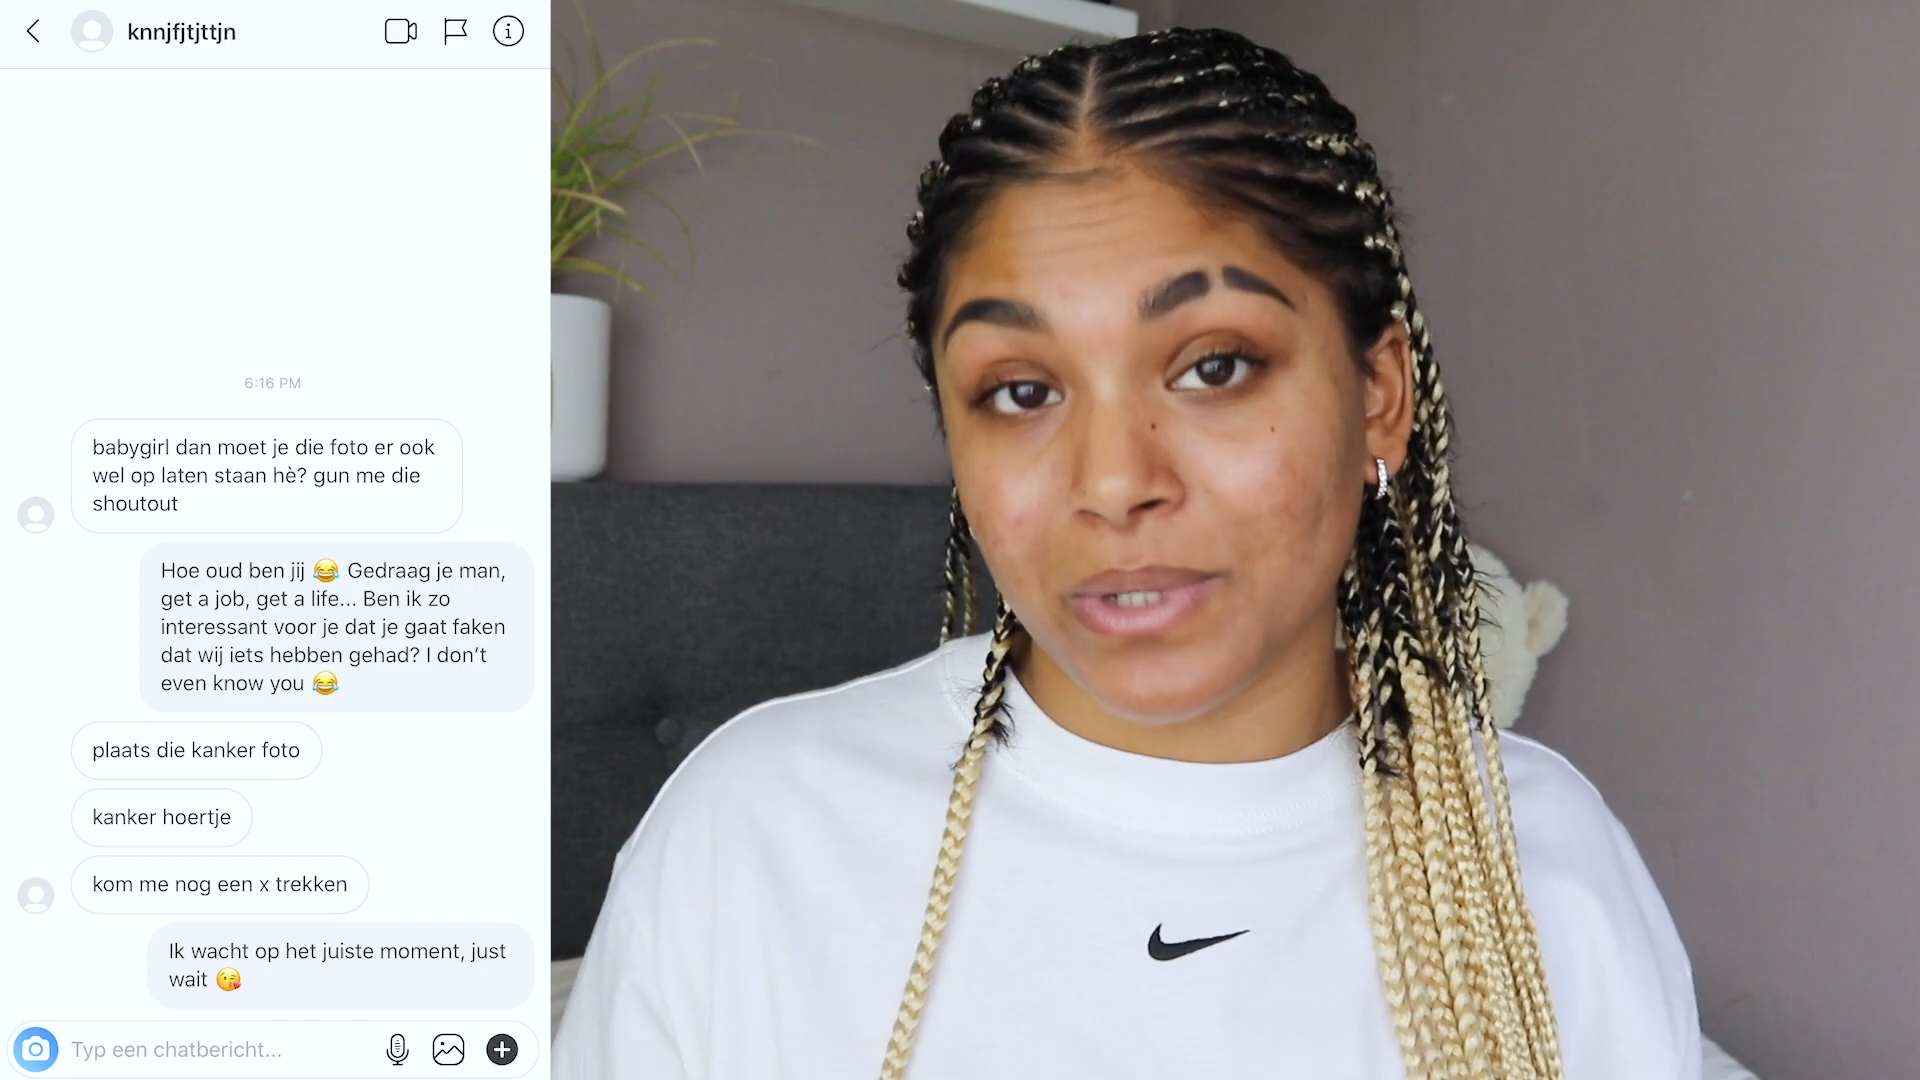 knnjfjtjttjn
6:16 PM
babygirl dan moet je die foto er ook
wel op laten staan hè? gun me die
shoutout
Hoe oud ben jij 😂 Gedraag je man,
get a job, get a life... Ben ik zo
interessant voor je dat je gaat faken
dat wij iets hebben gehad? I don't
even know you 😂
plaats die kanker foto
kanker hoertje
kom me nog een x trekken
Ik wacht op het juiste moment, just
wait 😘
Typ een chatbericht...